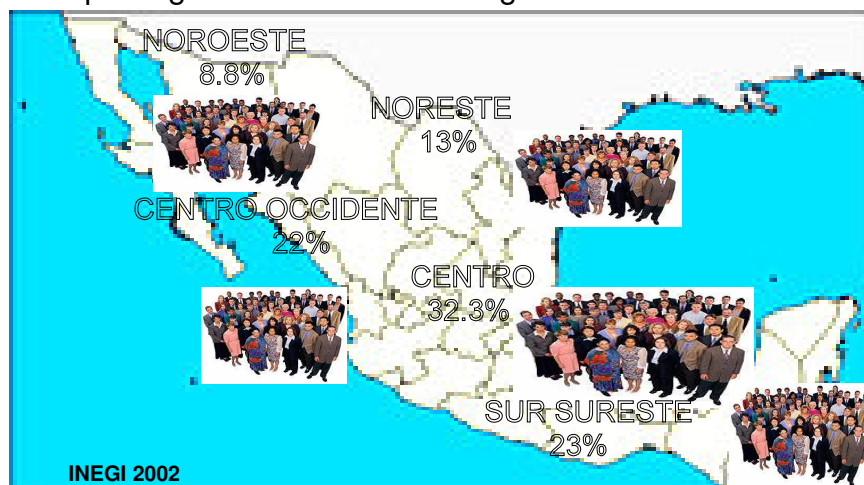 NOROESTE
8.8%
NORESTE
13%
CENTRO OCCIDENTE
22%
CENTRO
32.3%
SUR SURESTE
23%
INEGI 2002